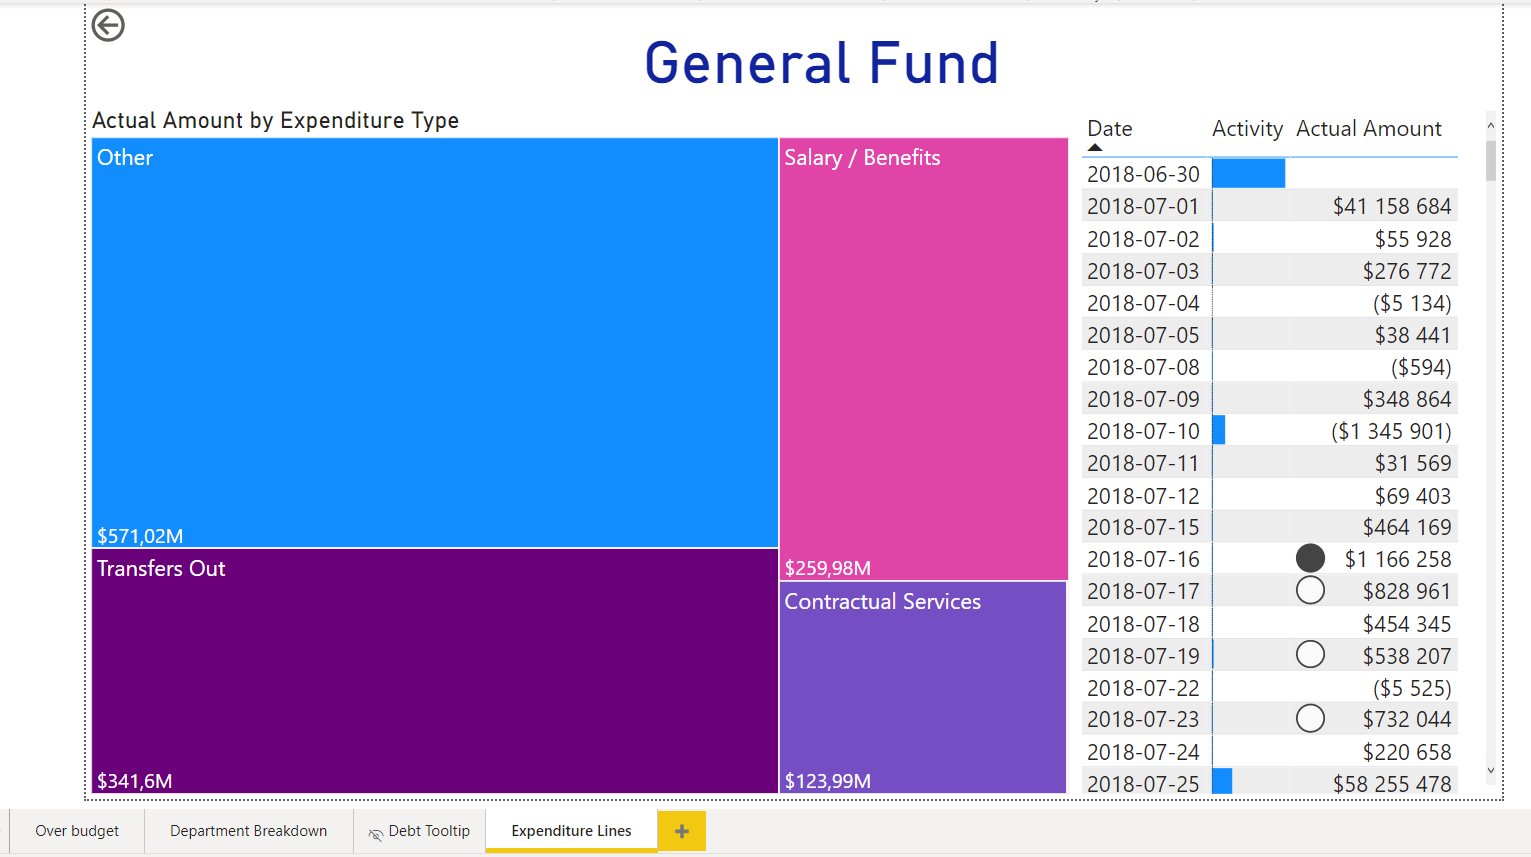 General Fund
Actual Amount by Expenditure Type
Other
$571,02M
Transfers Out
$341,6M
Salary / Benefits
$259,98M
Contractual Services
$123,99M
Date Activity Actual Amount
2018-06-30
2018-07-01 $41 158 684
2018-07-02 $55 928
2018-07-03 $276 772
2018-07-04 ($5 134)
2018-07-05 $38 441
2018-07-08 ($594)
2018-07-09 $348 864
2018-07-10 ($1 345 901)
2018-07-11 $31 569
2018-07-12 $69 403
2018-07-15 $464 169
2018-07-16 $1 166 258
2018-07-17 $828 961
2018-07-18 $454 345
2018-07-19 $538 207
2018-07-22 ($5 525)
2018-07-23 $732 044
2018-07-24 $220 658
2018-07-25 $58 255 478
Over budget Department Breakdown Debt Tooltip Expenditure Lines +